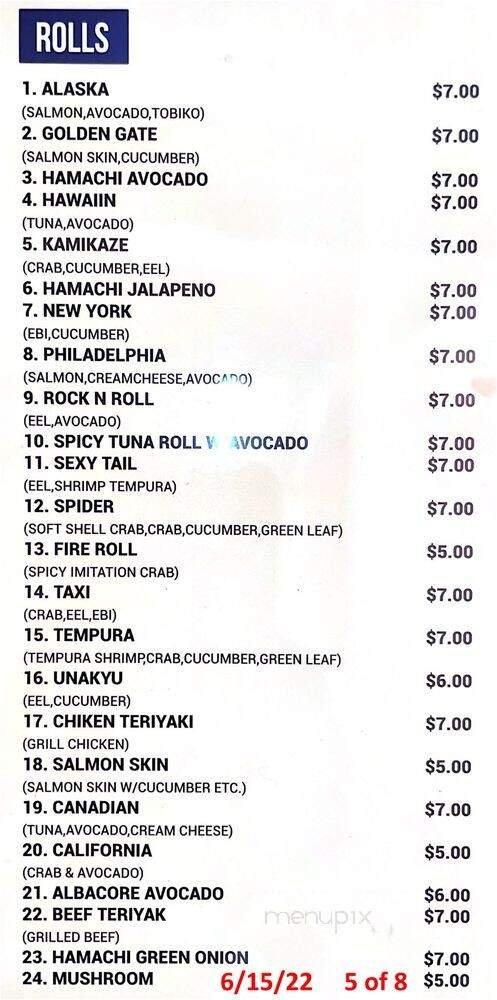 ROLLS
1. ALASKA $7.00
(SALMON,AVOCADO,TOBIKO)
2. GOLDEN GATE $7.00
(SALMON SKIN,CUCUMBER)
3. HAMACHI AVOCADO $7.00
4. HAWAIIN $7.00
(TUNA,AVOCADO)
5. KAMIKAZE $7.00
(CRAB,CUCUMBER,EEL)
6. HAMACHI JALAPENO $7.00
7. NEW YORK $7.00
(EBI,CUCUMBER)
8. PHILADELPHIA $7.00
(SALMON,CREAMCHEESE,AVOCADO)
9. ROCK N ROLL $7.00
(EEL,AVOCADO)
10. SPICY TUNA ROLL W AVOCADO $7.00
11. SEXY TAIL $7.00
(EEL,SHRIMP TEMPURA)
12. SPIDER $7.00
(SOFT SHELL CRAB,CRAB,CUCUMBER,GREEN LEAF)
13. FIRE ROLL $5.00
(SPICY IMITATION CRAB)
14. TAXI $7.00
(CRAB,EEL,EBI)
15. TEMPURA $7.00
(TEMPURA SHRIMP,CRAB,CUCUMBER,GREEN LEAF)
16. UNAKYU $6.00
(EEL,CUCUMBER)
17. CHIKEN TERIYAKI $7.00
(GRILL CHICKEN)
18. SALMON SKIN $5.00
(SALMON SKIN W/CUCUMBER ETC.)
19. CANADIAN $7.00
(TUNA,AVOCADO,CREAM CHEESE)
20. CALIFORNIA $5.00
(CRAB & AVOCADO)
21. ALBACORE AVOCADO $6.00
22. BEEF TERIYAK $7.00
menupix
(GRILLED BEEF)
23. HAMACHI GREEN ONION $7.00
24. MUSHROOM 6/15/22 5 of 8 $5.00